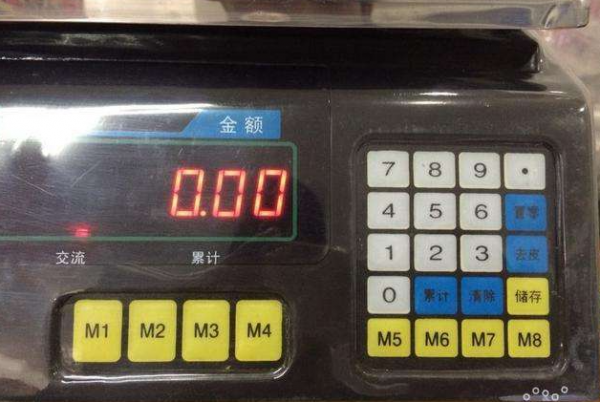 金额
0.00
交流 累计
M1 M2 M3 M4
7 8 9 •
4 5 6 置零
1 2 3 去皮
0 累计 清除 储存
M5 M6 M7 M8